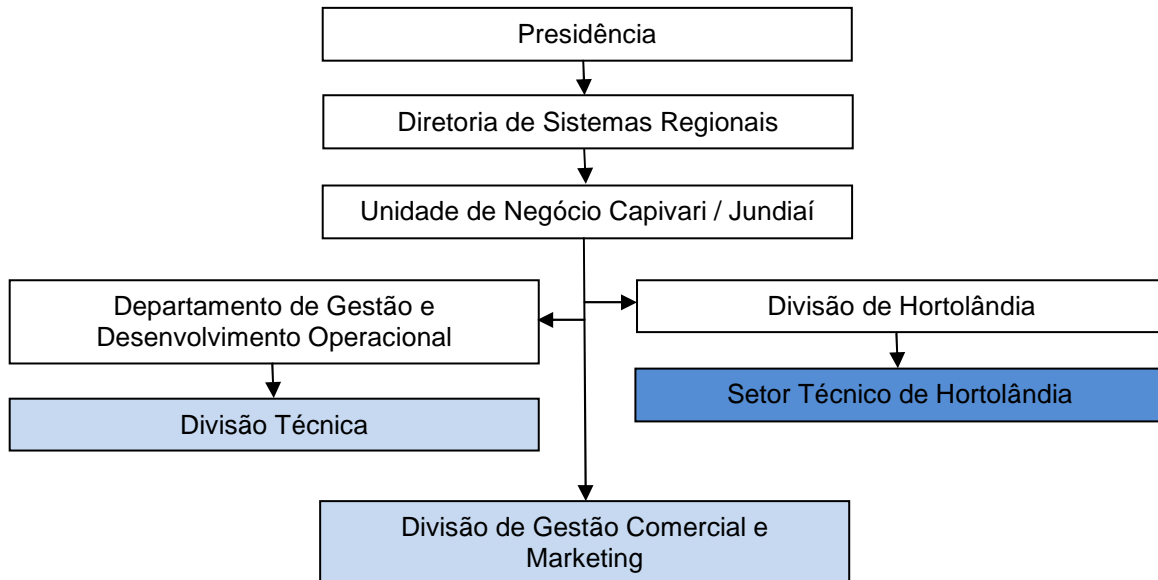 Presidência
Diretoria de Sistemas Regionais
Unidade de Negócio Capivari / Jundiaí
Departamento de Gestão e
Desenvolvimento Operacional
Divisão de Hortolândia
Setor Técnico de Hortolândia
Divisão Técnica
Divisão de Gestão Comercial e
Marketing